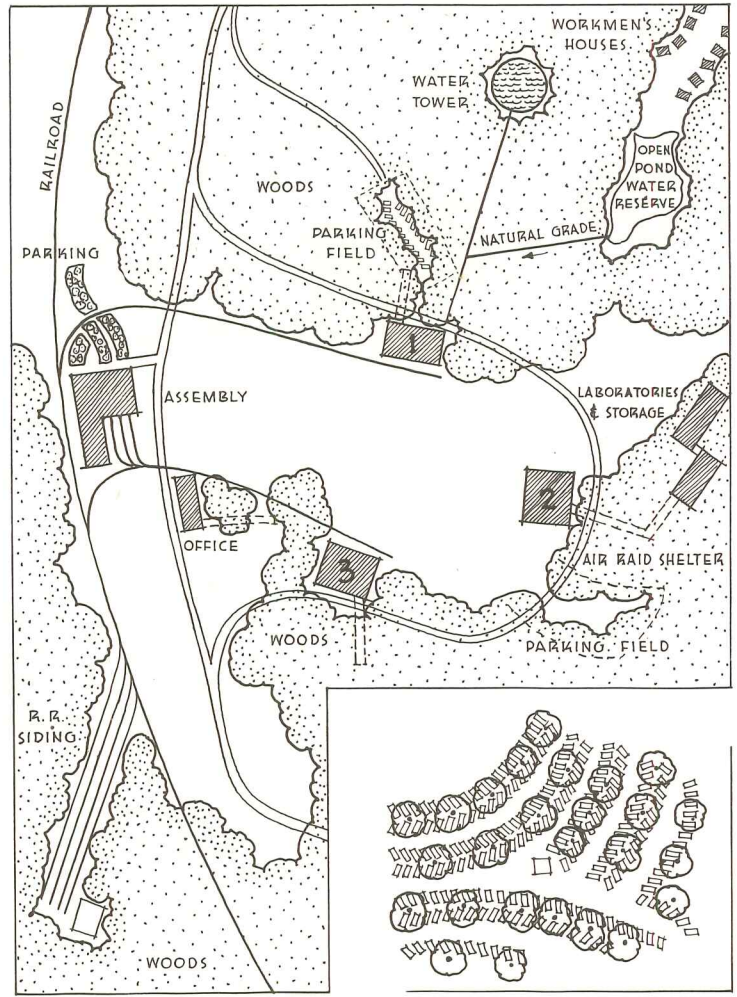 WORKMEN'S
HOUSES
WATER
TOWER
RAILROAD
OPEN
POND
WATER
RESERVE
WOODS
PARKING
FIELD
NATURAL GRADE
PARKING
1
ASSEMBLY
LABORATORIES
& STORAGE
2
OFFICE
AIR RAID SHELTER
3
WOODS
PARKING FIELD
R.R.
SIDING
WOODS